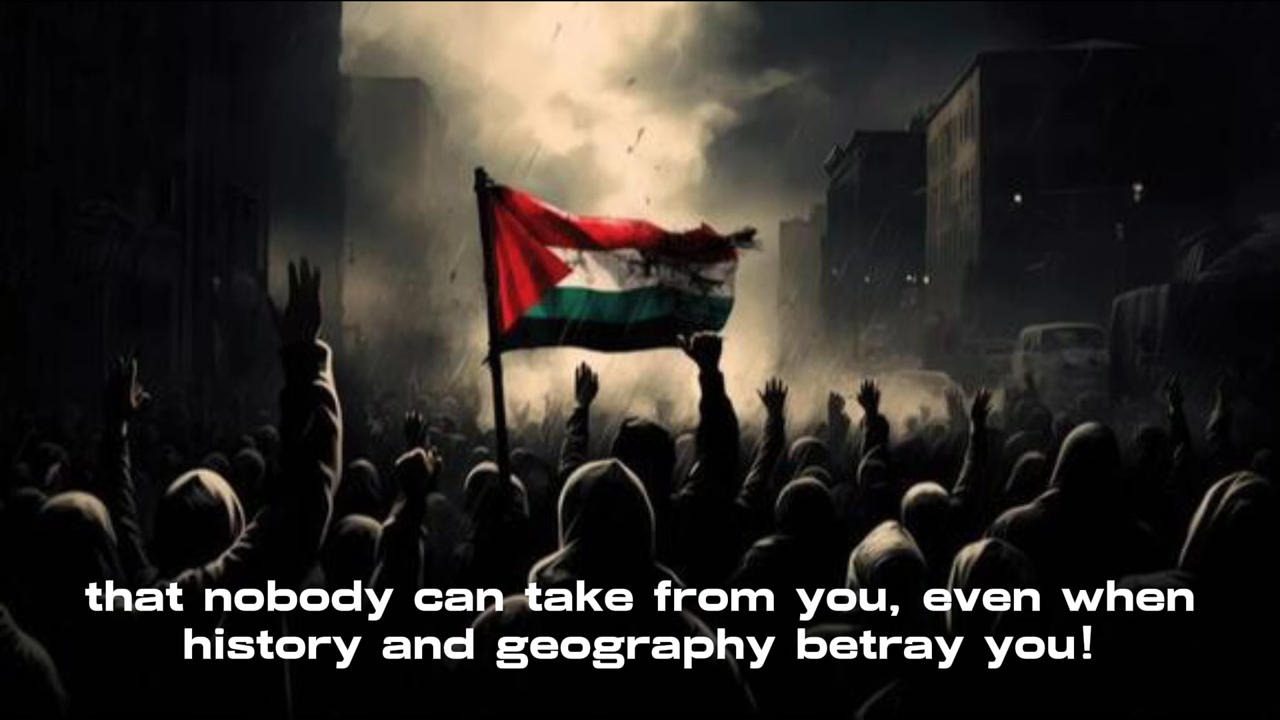 that nobody can take from you, even when
history and geography betray you!